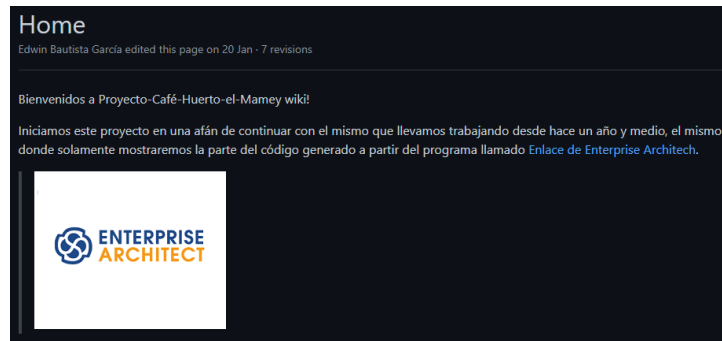 Home
Edwin Bautista García edited this page on 20 Jan · 7 revisions
Bienvenidos a Proyecto-Café-Huerto-el-Mamey wiki!
Iniciamos este proyecto en una afán de continuar con el mismo que llevamos trabajando desde hace un año y medio, el mismo
donde solamente mostraremos la parte del código generado a partir del programa llamado Enlace de Enterprise Architech.
ENTERPRISE
ARCHITECT